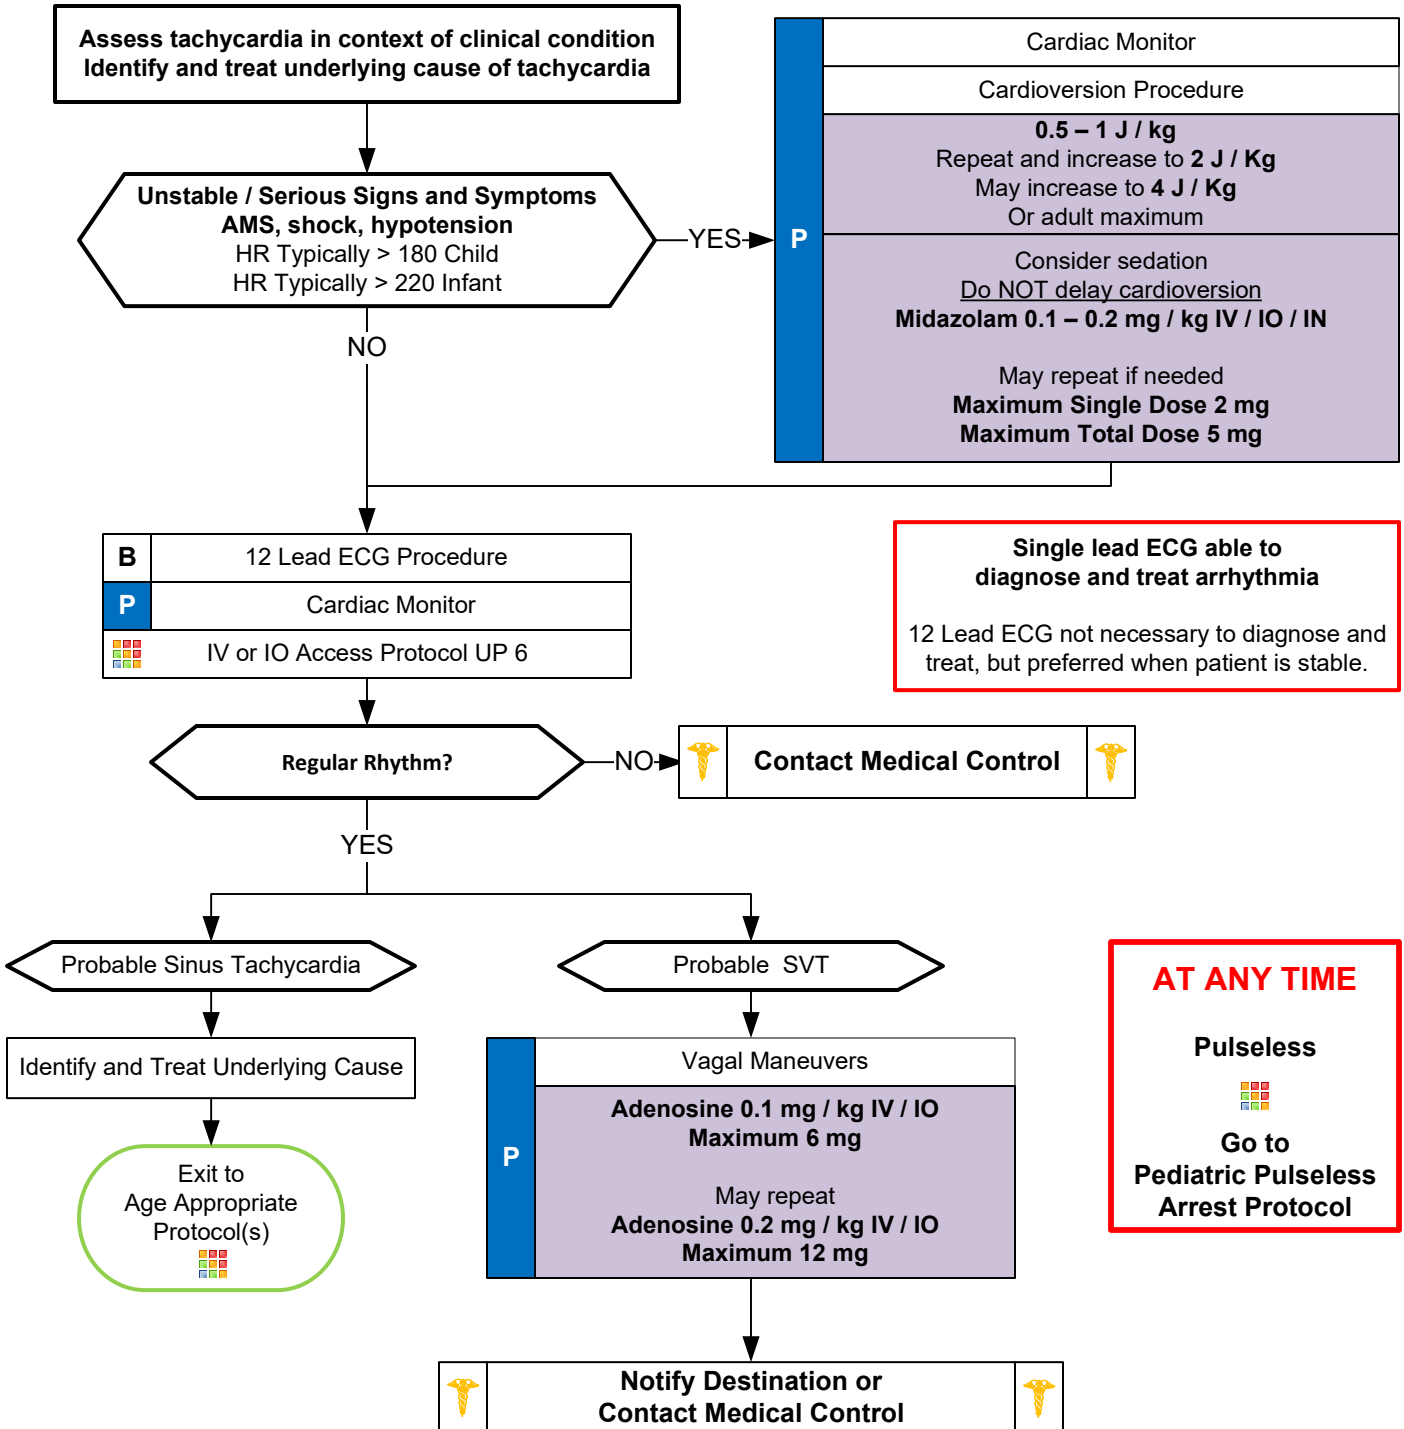 Assess tachycardia in context of clinical condition
Identify and treat underlying cause of tachycardia
Unstable / Serious Signs and Symptoms
AMS, shock, hypotension
HR Typically > 180 Child
HR Typically > 220 Infant
YES
NO
P
Cardiac Monitor
Cardioversion Procedure
0.5 – 1 J / kg
Repeat and increase to 2 J / Kg
May increase to 4 J / Kg
Or adult maximum
Consider sedation
Do NOT delay cardioversion
Midazolam 0.1 – 0.2 mg / kg IV / IO / IN
May repeat if needed
Maximum Single Dose 2 mg
Maximum Total Dose 5 mg
B
12 Lead ECG Procedure
P
Cardiac Monitor
IV or IO Access Protocol UP 6
Single lead ECG able to
diagnose and treat arrhythmia
12 Lead ECG not necessary to diagnose and
treat, but preferred when patient is stable.
Regular Rhythm?
NO
Contact Medical Control
YES
Probable Sinus Tachycardia
Identify and Treat Underlying Cause
Exit to
Age Appropriate
Protocol(s)
Probable SVT
P
Vagal Maneuvers
Adenosine 0.1 mg / kg IV / IO
Maximum 6 mg
May repeat
Adenosine 0.2 mg / kg IV / IO
Maximum 12 mg
AT ANY TIME
Pulseless
Go to
Pediatric Pulseless
Arrest Protocol
Notify Destination or
Contact Medical Control